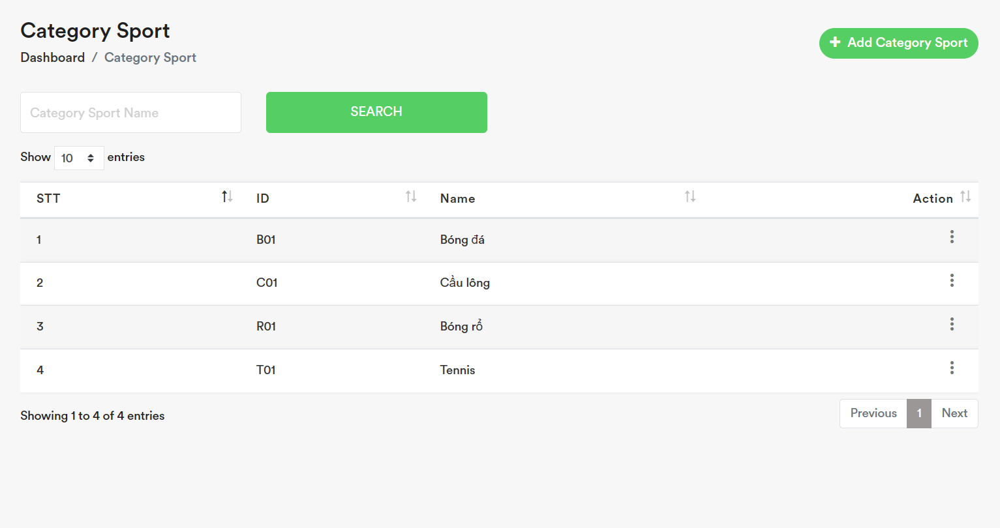 Category Sport
Dashboard / Category Sport
+ Add Category Sport
Category Sport Name
SEARCH
Show 10 entries
STT ID Name Action
1 B01 Bóng đá
2 C01 Cầu lông
3 R01 Bóng rổ
4 T01 Tennis
Showing 1 to 4 of 4 entries
Previous 1 Next